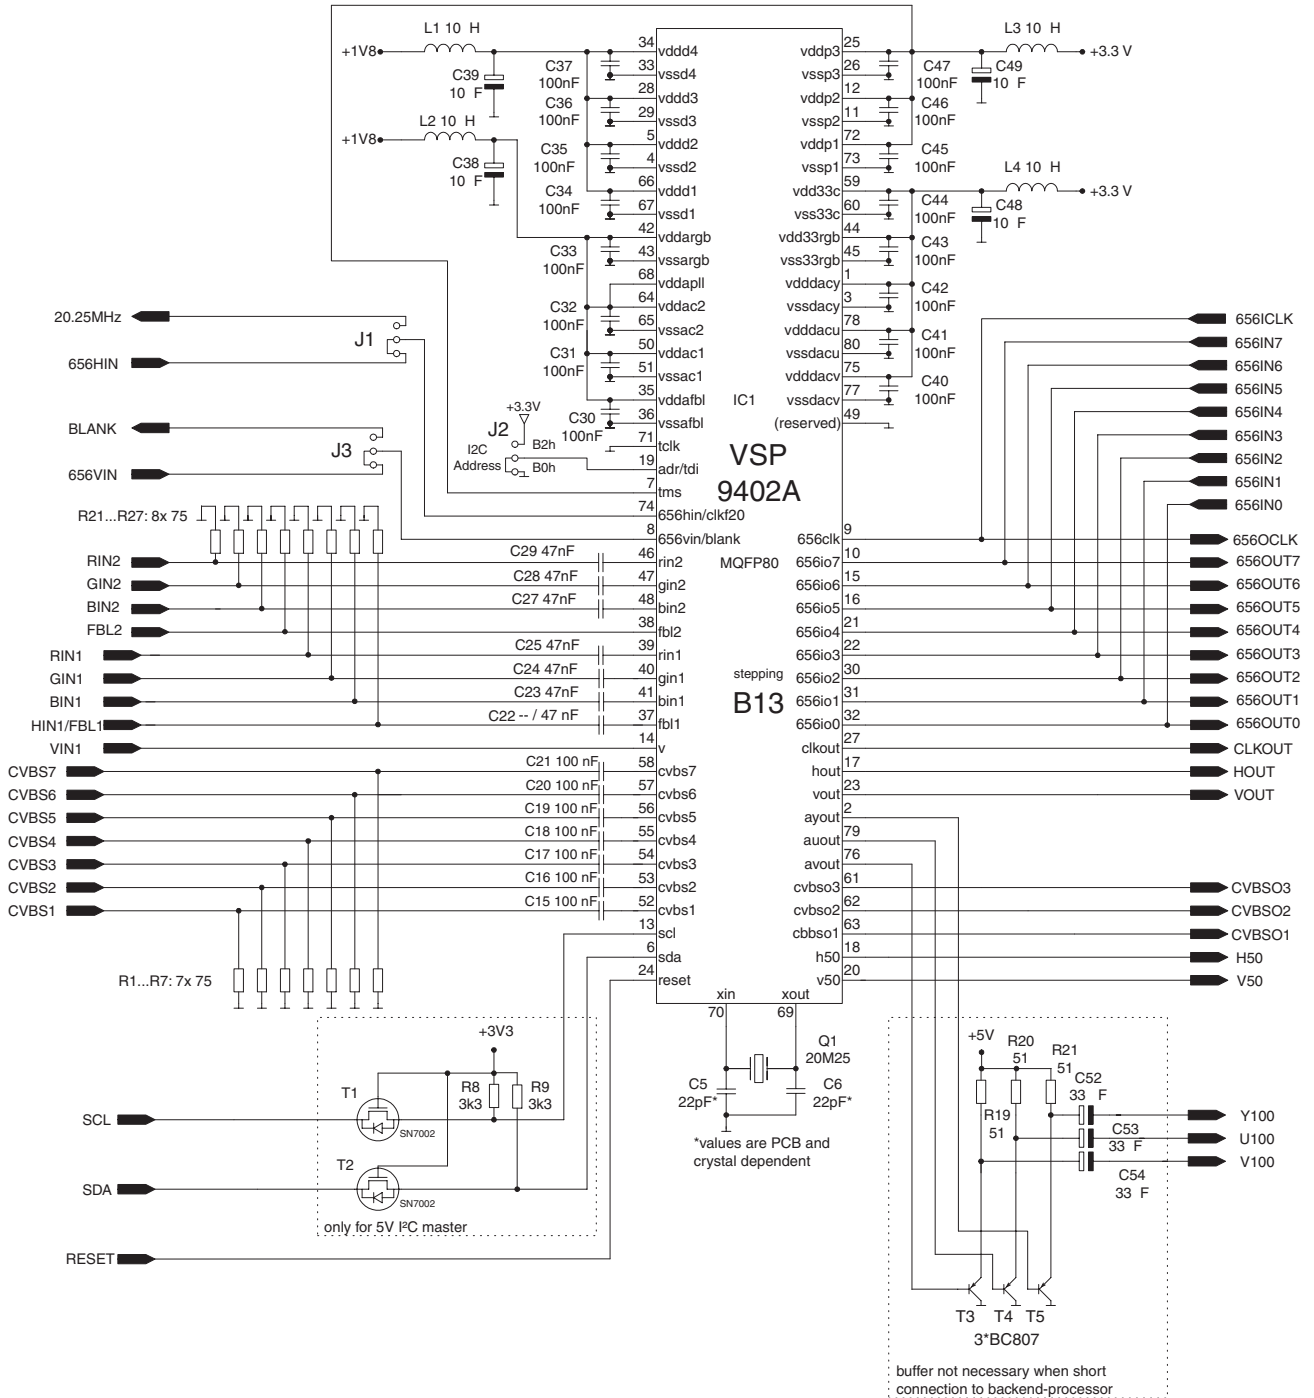 L1 10 H
+1V8
C39
10 F
L2 10 H
+1V8
C38
10 F
C37
100nF
C36
100nF
C35
100nF
C34
100nF
C33
100nF
C32
100nF
C31
100nF
C30
100nF
34 vddd4
33 vssd4
28 vddd3
29 vssd3
5 vddd2
4 vssd2
66 vddd1
67 vssd1
42 vddargb
43 vssargb
68 vddapll
64 vddac2
65 vssac2
50 vddac1
51 vssac1
35 vddafbl
36 vssafbl
71 tclk
19 adr/tdi
7 tms
74 656hin/clkf20
8 656vin/blank
46 rin2
47 gin2
48 bin2
38 fbl2
39 rin1
40 gin1
41 bin1
37 fbl1
14 v
58 cvbs7
57 cvbs6
56 cvbs5
55 cvbs4
54 cvbs3
53 cvbs2
52 cvbs1
13 scl
6 sda
24 reset
IC1
VSP
9402A
MQFP80
stepping
B13
xin
70
xout
69
vddp3 25
vssp3 26
vddp2 12
vssp2 11
vddp1 72
vssp1 73
vdd33c 59
vss33c 60
vdd33rgb 44
vss33rgb 45
vdddacy 1
vssdacy 3
vdddacu 78
vssdacu 80
vdddacv 75
vssdacv 77
(reserved) 49
656clk 9
656io7 10
656io6 15
656io5 16
656io4 21
656io3 22
656io2 30
656io1 31
656io0 32
clkout 27
hout 17
vout 23
ayout 2
auout 79
avout 76
cvbso3 61
cvbso2 62
cbbso1 63
h50 18
v50 20
C47
100nF
C46
100nF
C45
100nF
C44
100nF
C43
100nF
C42
100nF
C41
100nF
C40
100nF
L3 10 H
+3.3 V
C49
10 F
L4 10 H
+3.3 V
C48
10 F
20.25MHz
J1
656HIN
BLANK
J3
656VIN
+3.3V
J2
I2C
Address
B2h
B0h
R21...R27: 8x 75
RIN2
GIN2
BIN2
FBL2
RIN1
GIN1
BIN1
HIN1/FBL1
VIN1
CVBS7
CVBS6
CVBS5
CVBS4
CVBS3
CVBS2
CVBS1
C29 47nF
C28 47nF
C27 47nF
C25 47nF
C24 47nF
C23 47nF
C22 -- / 47 nF
C21 100 nF
C20 100 nF
C19 100 nF
C18 100 nF
C17 100 nF
C16 100 nF
C15 100 nF
R1...R7: 7x 75
656ICLK
656IN7
656IN6
656IN5
656IN4
656IN3
656IN2
656IN1
656IN0
656OCLK
656OUT7
656OUT6
656OUT5
656OUT4
656OUT3
656OUT2
656OUT1
656OUT0
CLKOUT
HOUT
VOUT
CVBSO3
CVBSO2
CVBSO1
H50
V50
+3V3
T1
R8
3k3
R9
3k3
SN7002
T2
SN7002
only for 5V I²C master
SCL
SDA
RESET
Q1
20M25
C5
22pF*
C6
22pF*
*values are PCB and
crystal dependent
+5V
R20
51
R21
51
R19
51
C52
33 F
C53
33 F
C54
33 F
Y100
U100
V100
T3 T4 T5
3*BC807
buffer not necessary when short
connection to backend-processor